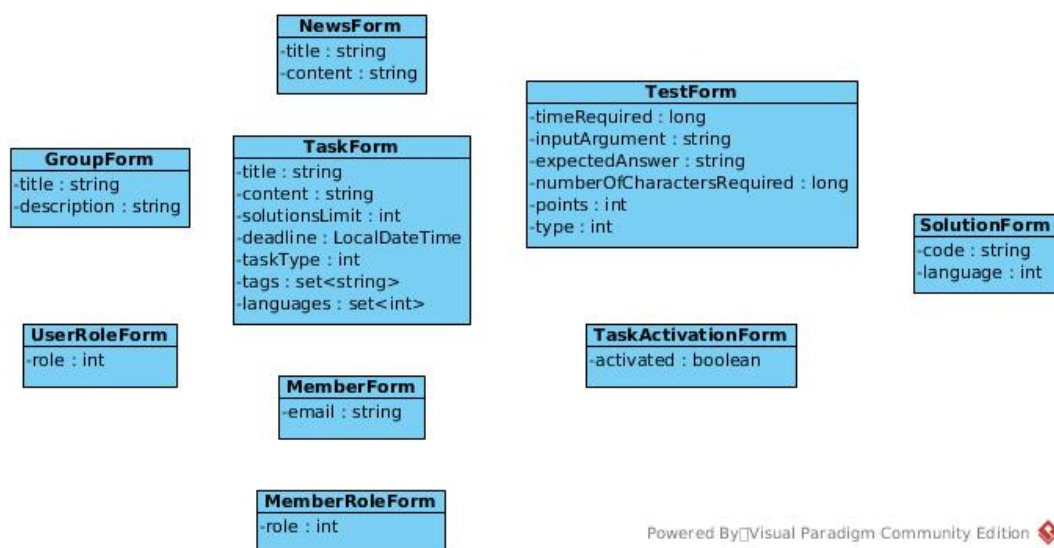 NewsForm
-title : string
-content : string
TestForm
-timeRequired : long
-inputArgument : string
-expectedAnswer : string
-numberOfCharactersRequired : long
-points : int
-type : int
GroupForm
-title : string
-description : string
TaskForm
-title : string
-content : string
-solutionsLimit : int
-deadline : LocalDateTime
-taskType : int
-tags : set<string>
-languages : set<int>
SolutionForm
-code : string
-language : int
UserRoleForm
-role : int
TaskActivationForm
-activated : boolean
MemberForm
-email : string
MemberRoleForm
-role : int
Powered By□Visual Paradigm Community Edition